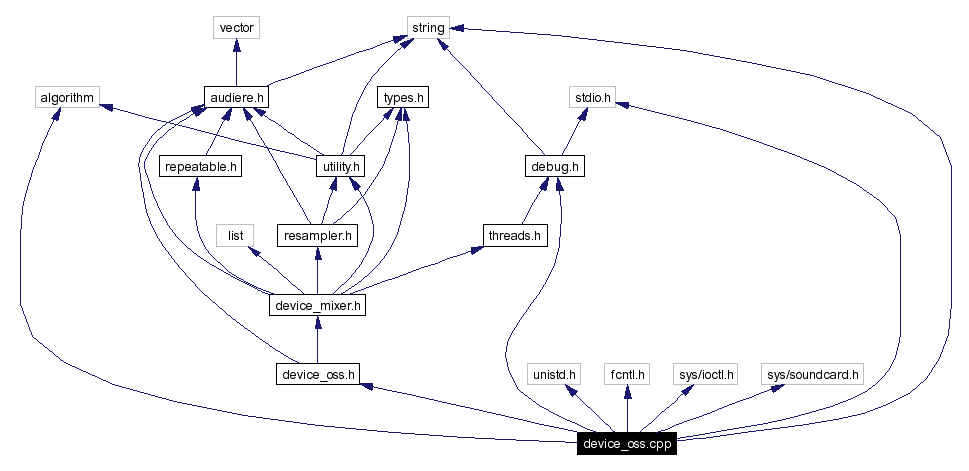 vector
string
algorithm
audiere.h
types.h
stdio.h
repeatable.h
utility.h
debug.h
list
resampler.h
threads.h
device_mixer.h
device_oss.h
unistd.h
fcntl.h
sys/ioctl.h
sys/soundcard.h
device_oss.cpp